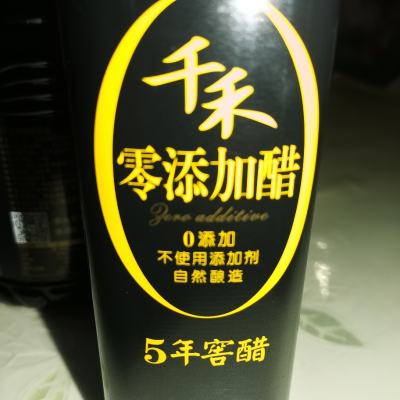 千禾
零添加醋
Zero additive
0添加
不使用添加剂
自然酿造
5年窖醋